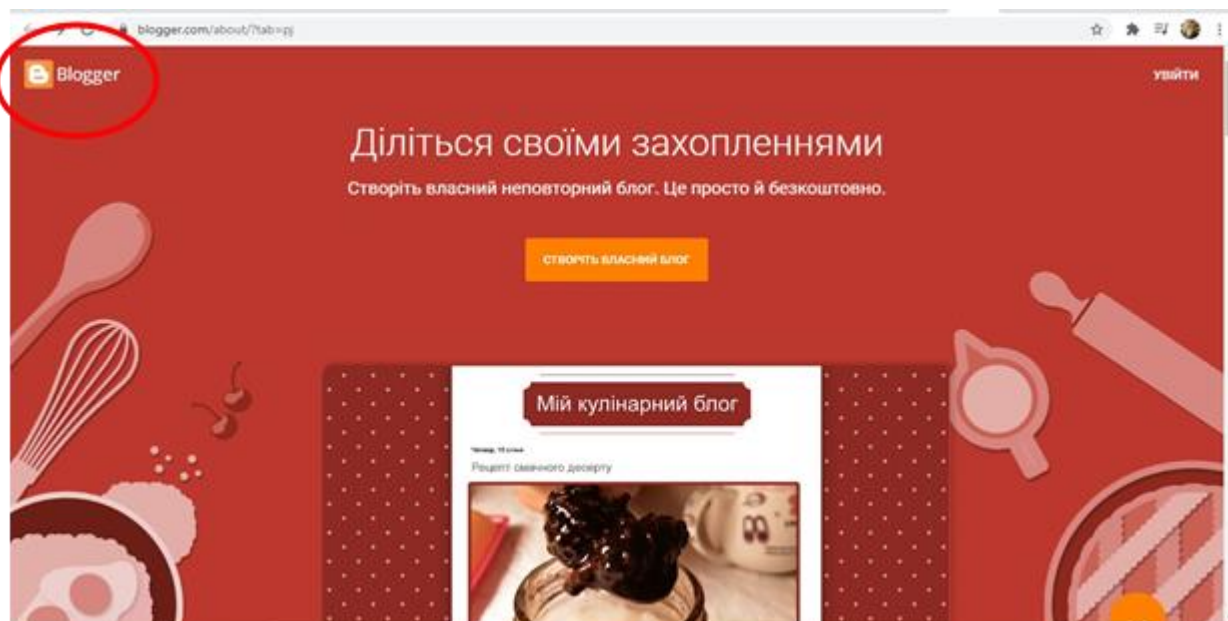 blogger.com/about/?tab=pj
Blogger
УВІЙТИ
Діліться своїми захопленнями
Створіть власний неповторний блог. Це просто й безкоштовно.
СТВОРІТЬ ВЛАСНИЙ БЛОГ
Мій кулінарний блог
Рецепт смачного десерту